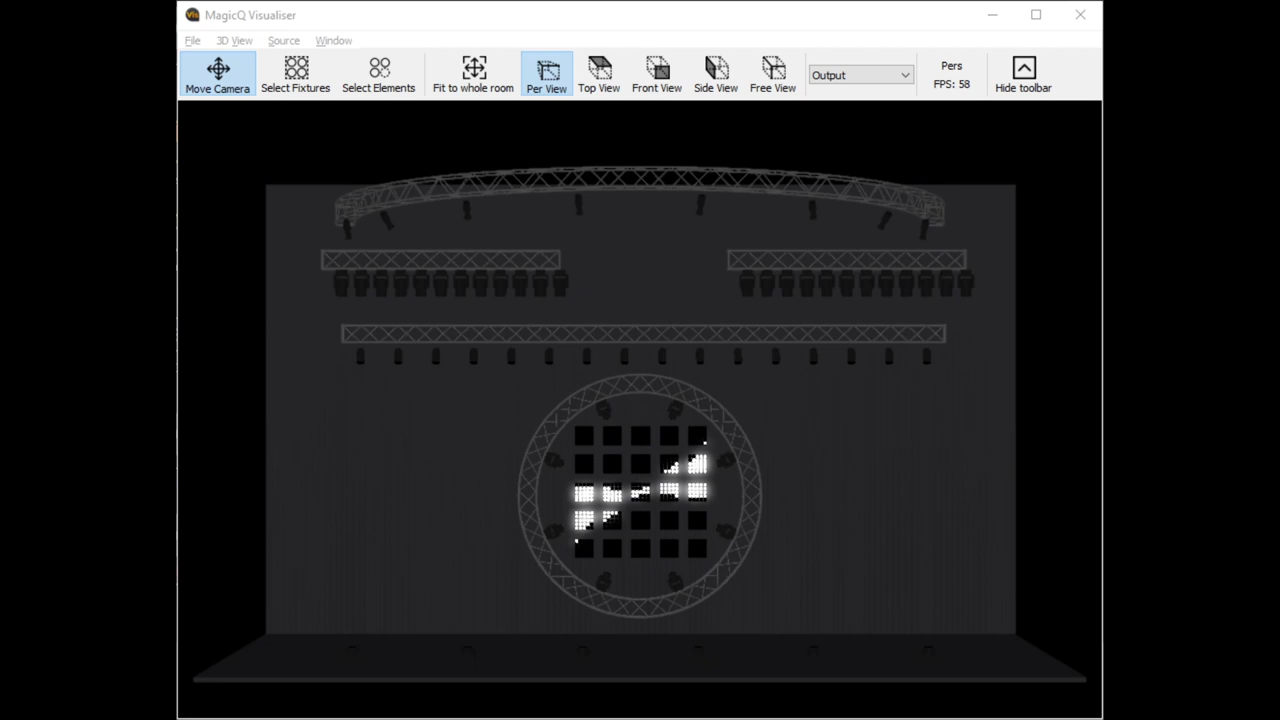 Vis MagicQ Visualiser
File 3D View Source Window
Move Camera Select Fixtures Select Elements Fit to whole room Per View Top View Front View Side View Free View Output Pers Hide toolbar
FPS: 58